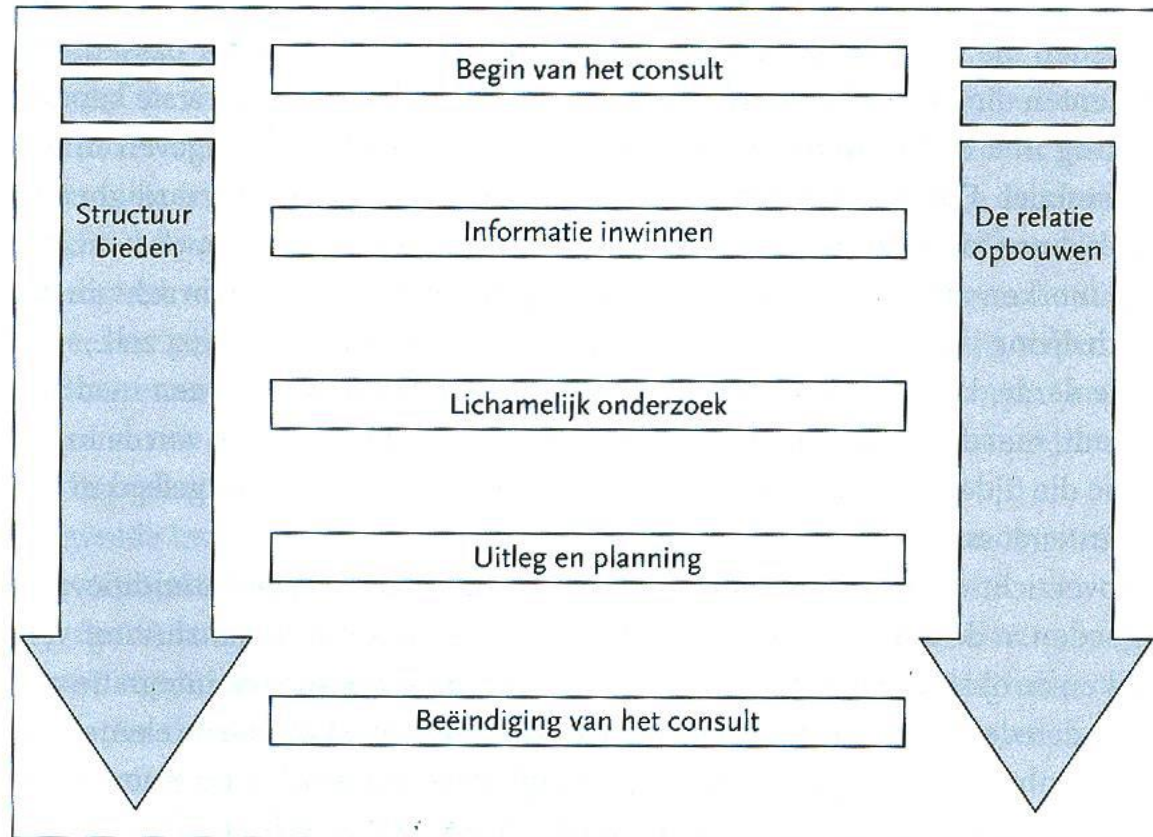 Begin van het consult
Structuur
bieden
Informatie inwinnen
De relatie
opbouwen
Lichamelijk onderzoek
Uitleg en planning
Beëindiging van het consult